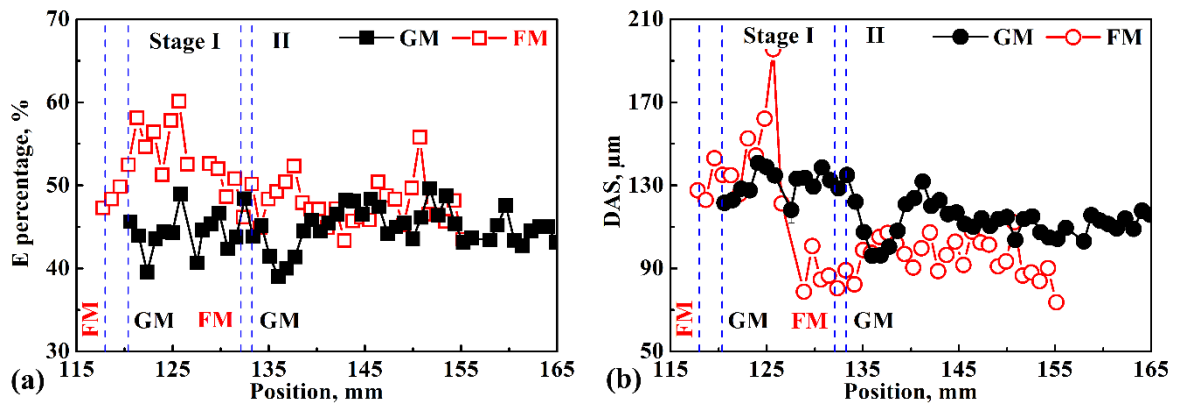 70
60
50
40
30
E percentage, %
Stage I
II
GM
FM
FM
GM
FM
GM
(a)
115
125
135
145
155
165
Position, mm
210
170
130
90
50
DAS, µm
Stage I
II
GM
FM
FM
GM
FM
GM
(b)
115
125
135
145
155
165
Position, mm